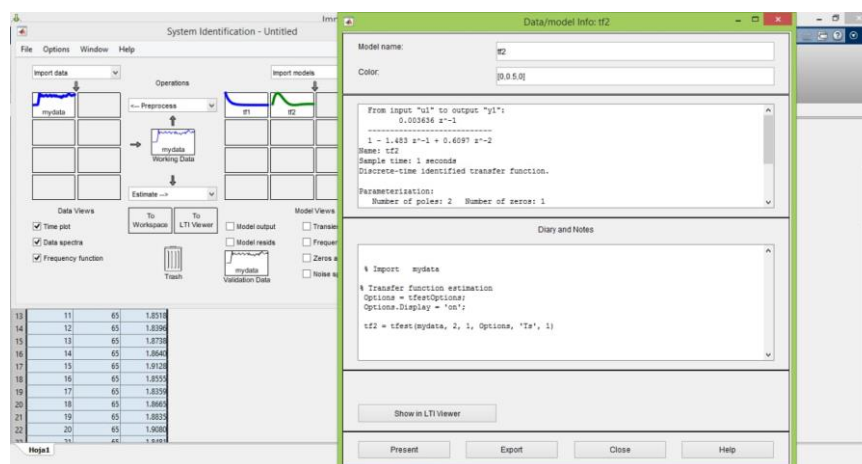 Imr
System Identification - Untitled
File Options Window Help
Import data
Operations
Import models
mydata
<-- Preprocess
tf1
tf2
mydata
Working Data
Estimate -->
Data Views
To
Workspace
To
LTI Viewer
Model Views
Time plot
Data spectra
Frequency function
Trash
Model output
Model resids
mydata
Validation Data
Transie
Frequer
Zeros a
Noise sp
13 11 65 1.8518
14 12 65 1.8396
15 13 65 1.8738
16 14 65 1.8640
17 15 65 1.9128
18 16 65 1.8555
19 17 65 1.8359
20 18 65 1.8665
21 19 65 1.8835
22 20 65 1.9080
Hoja1
Data/model Info: tf2
Model name:
tf2
Color:
[0,0.5,0]
From input "u1" to output "y1":
0.003636 z^-1
----------------------------
1 - 1.483 z^-1 + 0.6097 z^-2
Name: tf2
Sample time: 1 seconds
Discrete-time identified transfer function.
Parameterization:
Number of poles: 2 Number of zeros: 1
Diary and Notes
% Import mydata
% Transfer function estimation
Options = tfestOptions;
Options.Display = 'on';
tf2 = tfest(mydata, 2, 1, Options, 'Ts', 1)
Show in LTI Viewer
Present
Export
Close
Help